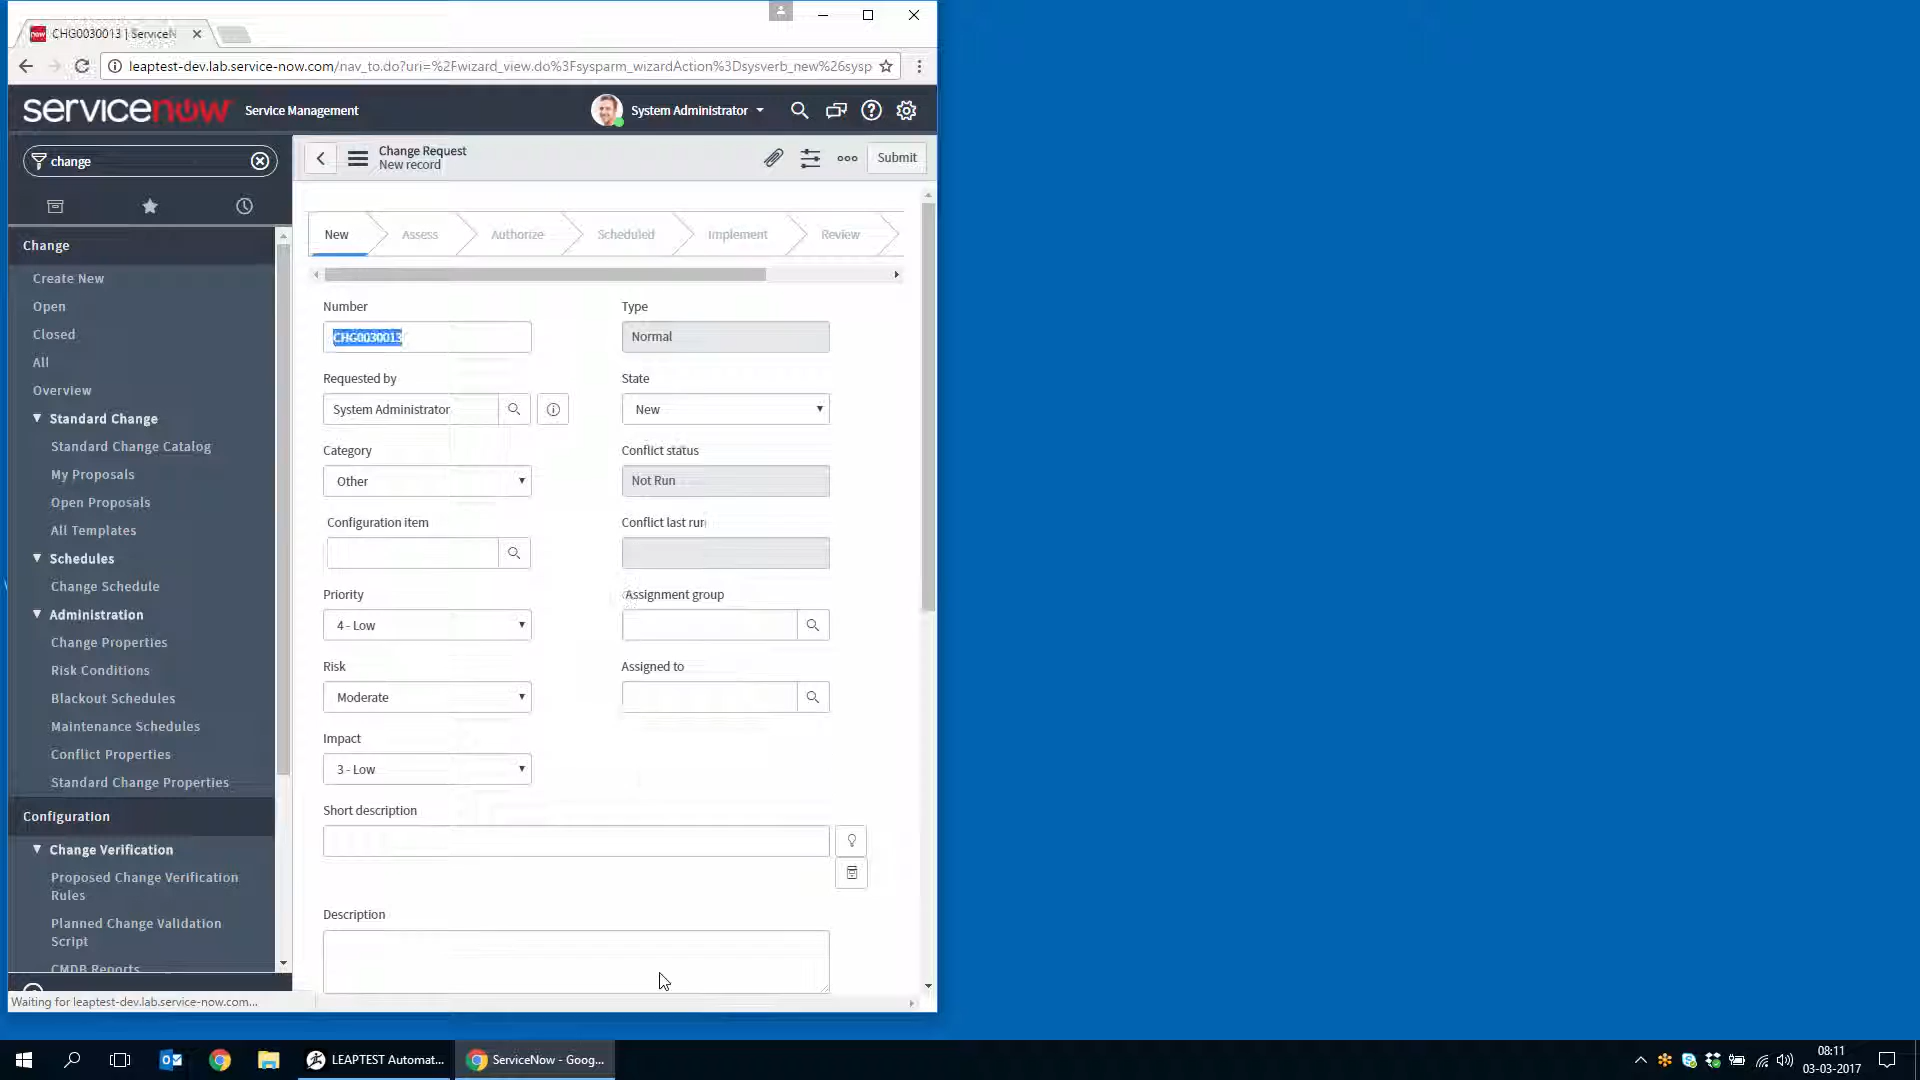 CHG0030013 | ServiceN
leaptest-dev.lab.service-now.com/nav_to.do?uri=%2Fwizard_view.do%3Fsysparm_wizardAction%3Dsysverb_new%26sysp
servicenow Service Management
System Administrator
change
Change Request
New record
Submit
New
Assess
Authorize
Scheduled
Implement
Review
Change
Create New
Open
Closed
All
Overview
Standard Change
Standard Change Catalog
My Proposals
Open Proposals
All Templates
Schedules
Change Schedule
Administration
Change Properties
Risk Conditions
Blackout Schedules
Maintenance Schedules
Conflict Properties
Standard Change Properties
Configuration
Change Verification
Proposed Change Verification
Rules
Planned Change Validation
Script
CMDB Reports
Number
CHG0030013
Type
Normal
Requested by
System Administrator
State
New
Category
Other
Conflict status
Not Run
Configuration item
Conflict last run
Priority
4 - Low
Assignment group
Risk
Moderate
Assigned to
Impact
3 - Low
Short description
Description
Waiting for leaptest-dev.lab.service-now.com...
LEAPTEST Automat...
ServiceNow - Goog...
08:11
03-03-2017